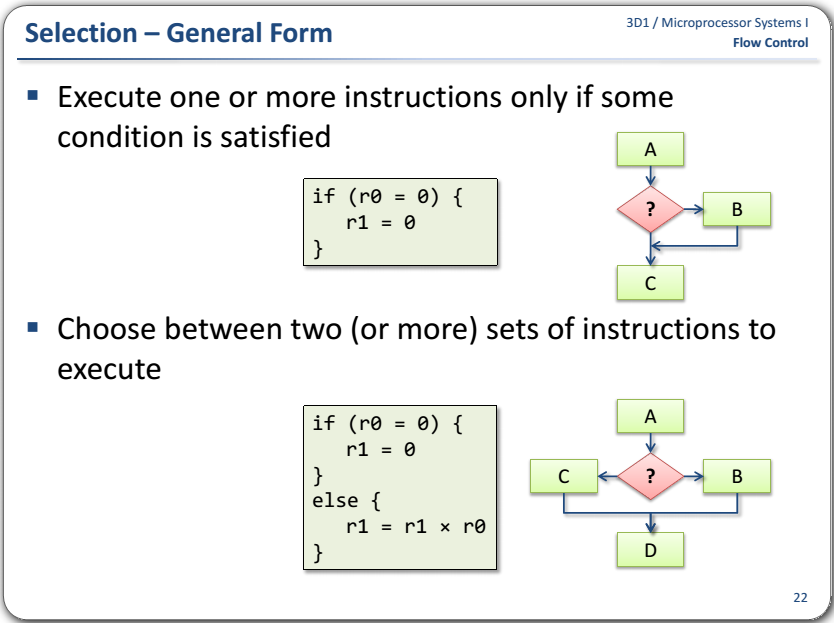 Selection – General Form
3D1 / Microprocessor Systems I
Flow Control
▪ Execute one or more instructions only if some
condition is satisfied
if (r0 = 0) {
   r1 = 0
}
A
?
B
C
▪ Choose between two (or more) sets of instructions to
execute
if (r0 = 0) {
   r1 = 0
}
else {
   r1 = r1 × r0
}
A
C
?
B
D
22